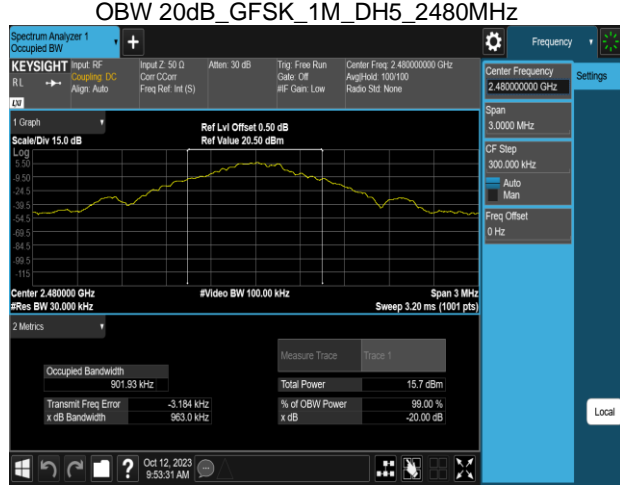 OBW 20dB_GFSK_1M_DH5_2480MHz
Spectrum Analyzer 1
Occupied BW
Frequency
KEYSIGHT
RL
LXI
Input: RF
Coupling: DC
Align: Auto
Input Z: 50 Ω
Corr CCorr
Freq Ref: Int (S)
Atten: 30 dB
Trig: Free Run
Gate: Off
#IF Gain: Low
Center Freq: 2.480000000 GHz
Avg|Hold: 100/100
Radio Std: None
Center Frequency
2.480000000 GHz
Settings
Span
3.0000 MHz
CF Step
300.000 kHz
Auto
Man
Freq Offset
0 Hz
Local
1 Graph
Scale/Div 15.0 dB
Ref Lvl Offset 0.50 dB
Ref Value 20.50 dBm
Log
5.50
-9.50
-24.5
-39.5
-54.5
-69.5
-84.5
-99.5
-115
Center 2.480000 GHz
#Res BW 30.000 kHz
#Video BW 100.00 kHz
Span 3 MHz
Sweep 3.20 ms (1001 pts)
2 Metrics
Measure Trace Trace 1
Occupied Bandwidth
901.93 kHz
Total Power 15.7 dBm
Transmit Freq Error -3.184 kHz
% of OBW Power 99.00 %
x dB Bandwidth 963.0 kHz
x dB -20.00 dB
Oct 12, 2023
9:53:31 AM